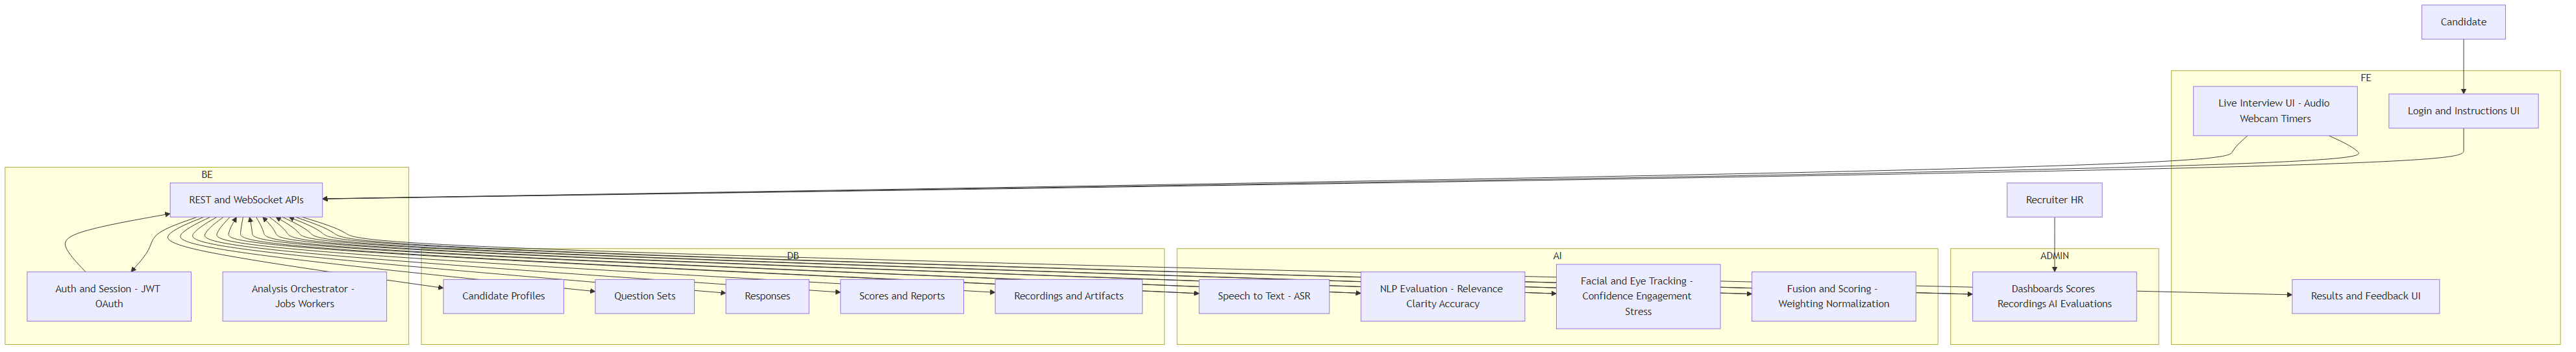 Candidate
FE
Live Interview UI - Audio
Webcam Timers
Login and Instructions UI
BE
REST and WebSocket APIs
Recruiter HR
DB
AI
ADMIN
Auth and Session - JWT
OAuth
Analysis Orchestrator -
Jobs Workers
Candidate Profiles
Question Sets
Responses
Scores and Reports
Recordings and Artifacts
Speech to Text - ASR
NLP Evaluation - Relevance
Clarity Accuracy
Facial and Eye Tracking -
Confidence Engagement
Stress
Fusion and Scoring -
Weighting Normalization
Dashboards Scores
Recordings AI Evaluations
Results and Feedback UI